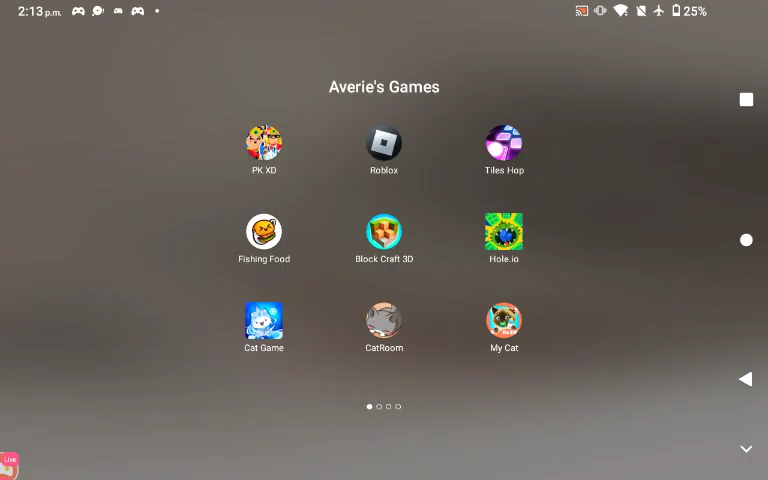 2:13 p.m.
25%
Averie's Games
PK XD
Roblox
Tiles Hop
Fishing Food
Block Craft 3D
Hole.io
Cat Game
CatRoom
My Cat
Live